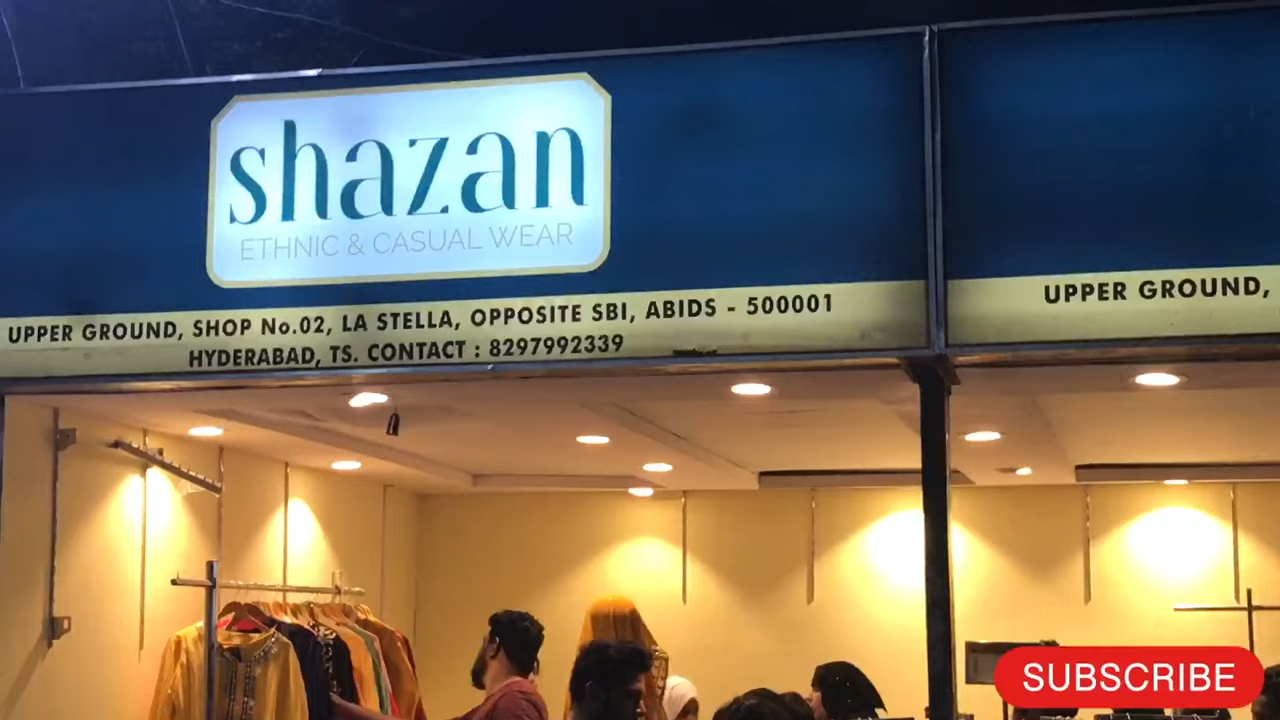 shazan
ETHNIC & CASUAL WEAR
UPPER GROUND, SHOP No.02, LA STELLA, OPPOSITE SBI, ABIDS - 500001
HYDERABAD, TS. CONTACT : 8297992339
UPPER GROUND,
SUBSCRIBE